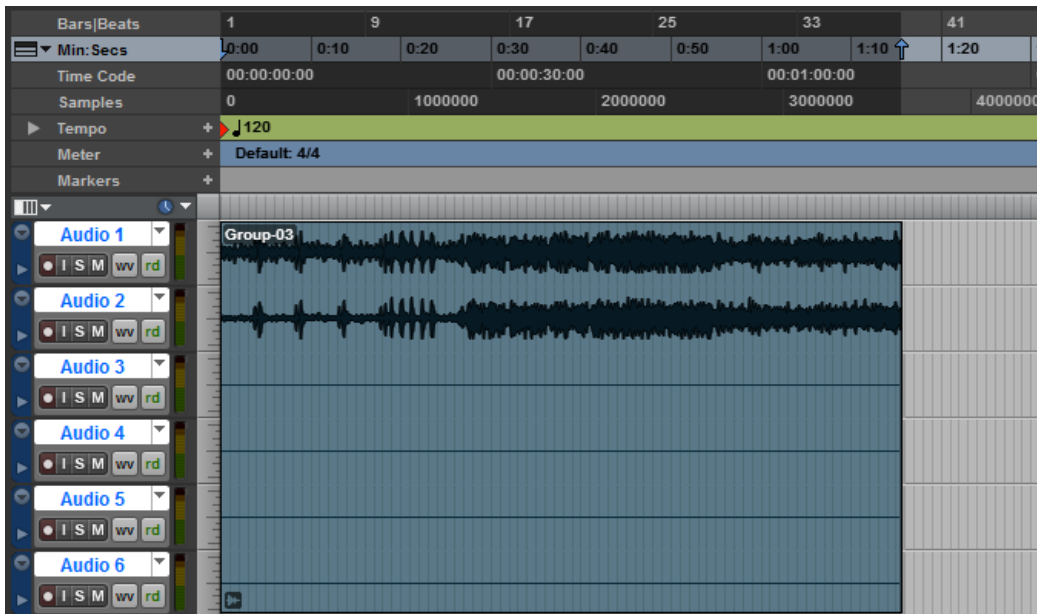 Bars|Beats 1 9 17 25 33 41
Min:Secs 0:00 0:10 0:20 0:30 0:40 0:50 1:00 1:10 1:20
Time Code 00:00:00:00 00:00:30:00 00:01:00:00
Samples 0 1000000 2000000 3000000 4000000
Tempo + 120
Meter + Default: 4/4
Markers +
Audio 1 Group-03
I S M wv rd
Audio 2
I S M wv rd
Audio 3
I S M wv rd
Audio 4
I S M wv rd
Audio 5
I S M wv rd
Audio 6
I S M wv rd